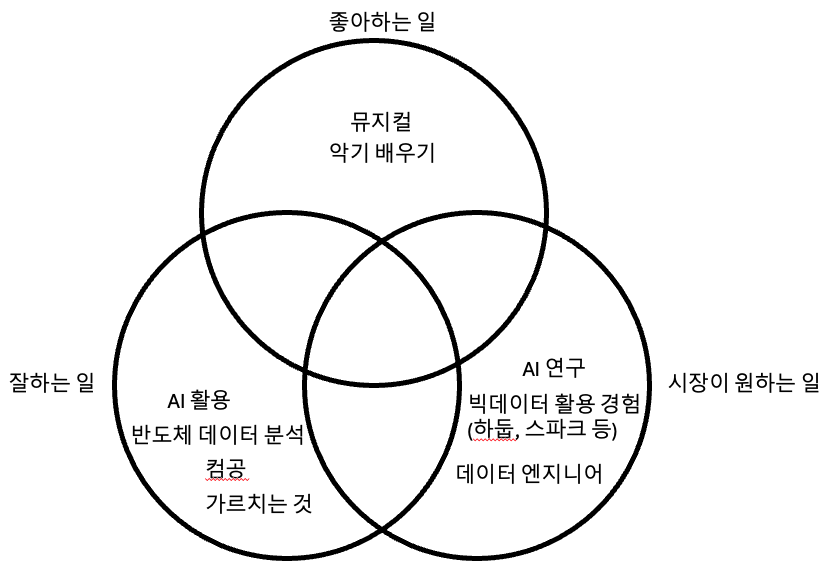 좋아하는 일
뮤지컬
악기 배우기
잘하는 일
AI 활용
반도체 데이터 분석
컴공
가르치는 것
AI 연구
빅데이터 활용 경험
(하둡, 스파크 등)
데이터 엔지니어
시장이 원하는 일